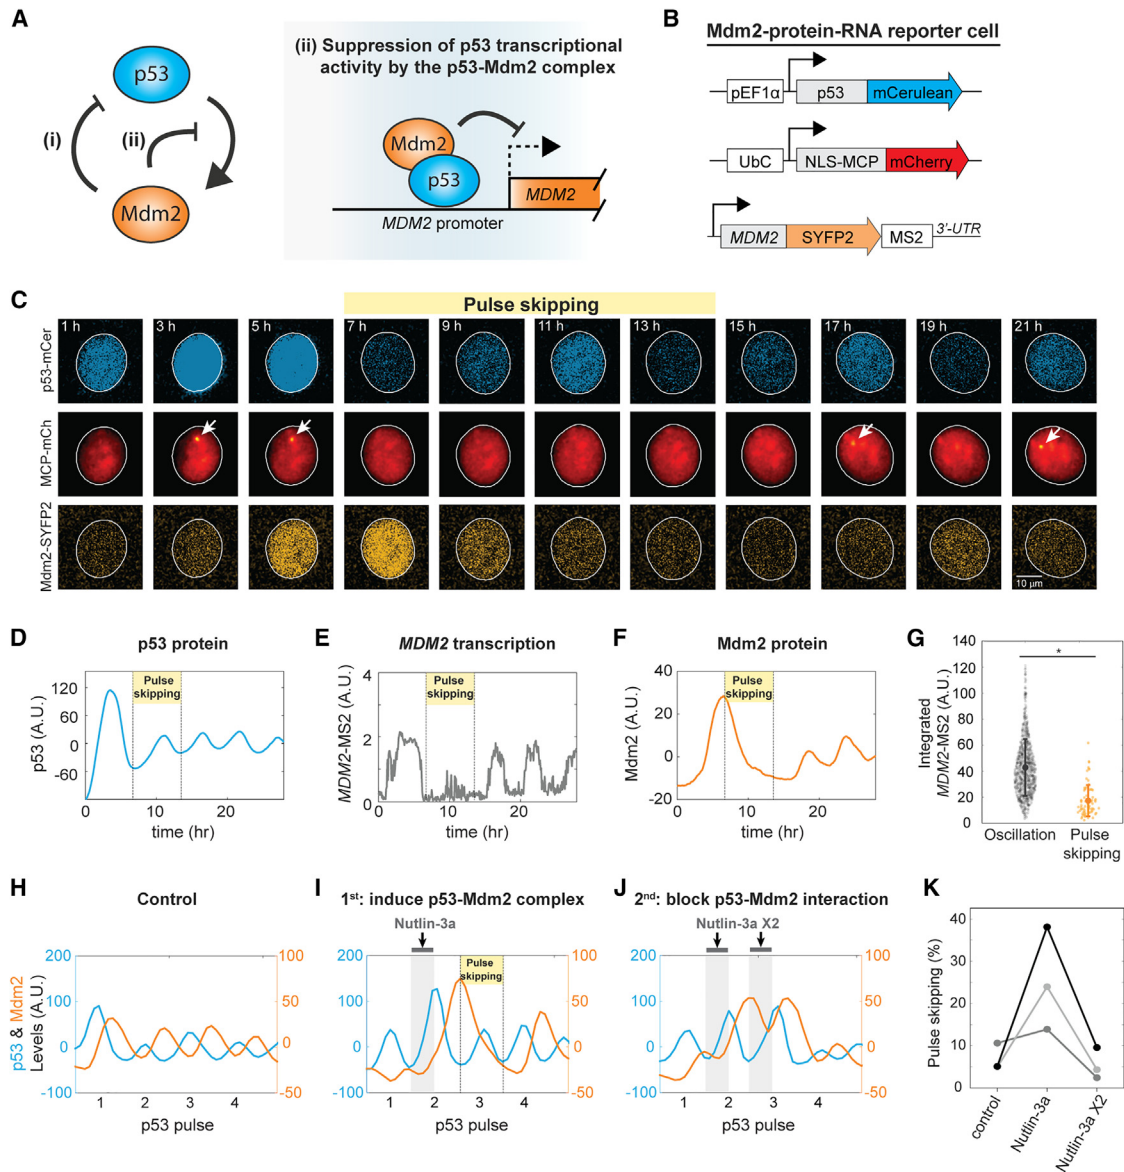 A
p53
(i)
(ii)
Mdm2
(ii) Suppression of p53 transcriptional
activity by the p53-Mdm2 complex
Mdm2
p53
MDM2
MDM2 promoter
B
Mdm2-protein-RNA reporter cell
pEF1α
p53
mCerulean
UbC
NLS-MCP
mCherry
MDM2
SYFP2
MS2
3'-UTR
C
Pulse skipping
1 h
3 h
5 h
7 h
9 h
11 h
13 h
15 h
17 h
19 h
21 h
p53-mCer
MCP-mCh
Mdm2-SYFP2
10 µm
D
p53 protein
Pulse
skipping
p53 (A.U.)
120
60
0
-60
0
10
20
time (hr)
E
MDM2 transcription
Pulse
skipping
MDM2-MS2 (A.U.)
4
2
0
0
10
20
time (hr)
F
Mdm2 protein
Pulse
skipping
Mdm2 (A.U.)
40
20
0
-20
0
10
20
time (hr)
G
Integrated
MDM2-MS2 (A.U.)
140
120
100
80
60
40
20
0
*
Oscillation
Pulse
skipping
H
Control
p53 & Mdm2
Levels (A.U.)
200
100
0
-100
100
50
0
-50
1
2
3
4
p53 pulse
I
1st: induce p53-Mdm2 complex
Nutlin-3a
Pulse
skipping
200
100
0
-100
100
50
0
-50
1
2
3
4
p53 pulse
J
2nd: block p53-Mdm2 interaction
Nutlin-3a X2
200
100
0
-100
100
50
0
-50
1
2
3
4
p53 pulse
K
Pulse skipping (%)
40
30
20
10
0
control
Nutlin-3a
Nutlin-3a X2